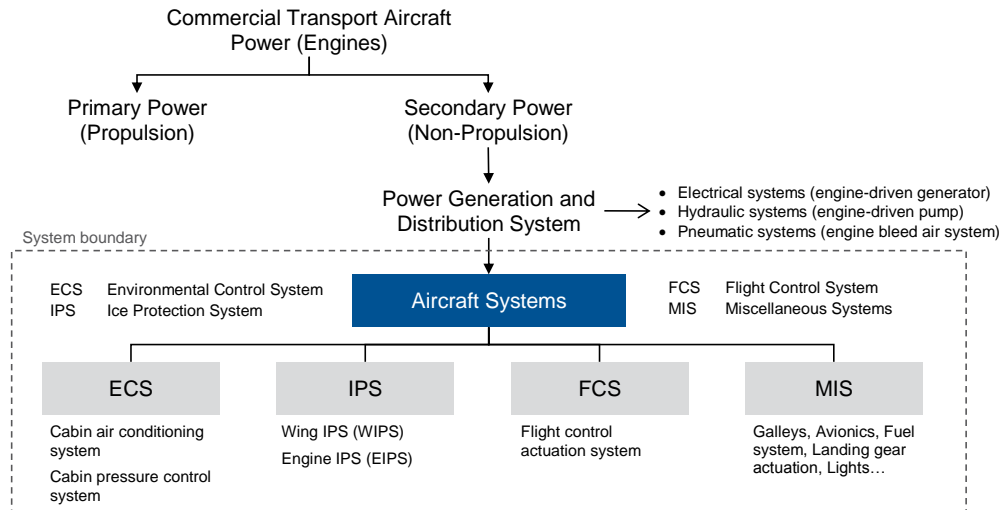 Commercial Transport Aircraft
Power (Engines)
Primary Power
(Propulsion)
Secondary Power
(Non-Propulsion)
Power Generation and
Distribution System
• Electrical systems (engine-driven generator)
• Hydraulic systems (engine-driven pump)
• Pneumatic systems (engine bleed air system)
System boundary
ECS Environmental Control System
IPS Ice Protection System
Aircraft Systems
FCS Flight Control System
MIS Miscellaneous Systems
ECS
Cabin air conditioning
system
Cabin pressure control
system
IPS
Wing IPS (WIPS)
Engine IPS (EIPS)
FCS
Flight control
actuation system
MIS
Galleys, Avionics, Fuel
system, Landing gear
actuation, Lights…